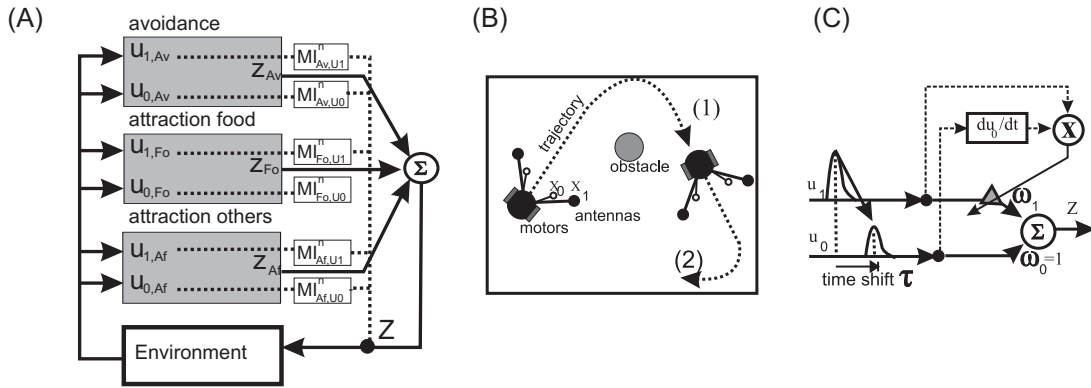 (A)
avoidance
u1,Av
zAv
u0,Av
MI^n Av,U1
MI^n Av,U0
attraction food
u1,Fo
zFo
u0,Fo
MI^n Fo,U1
MI^n Fo,U0
attraction others
u1,Af
zAf
u0,Af
MI^n Af,U1
MI^n Af,U0
Σ
Z
Environment
(B)
trajectory
(1)
obstacle
X0 X1
antennas
motors
(2)
(C)
du0/dt
X
u1
ω1
Z
u0
Σ
ω0=1
time shift τ